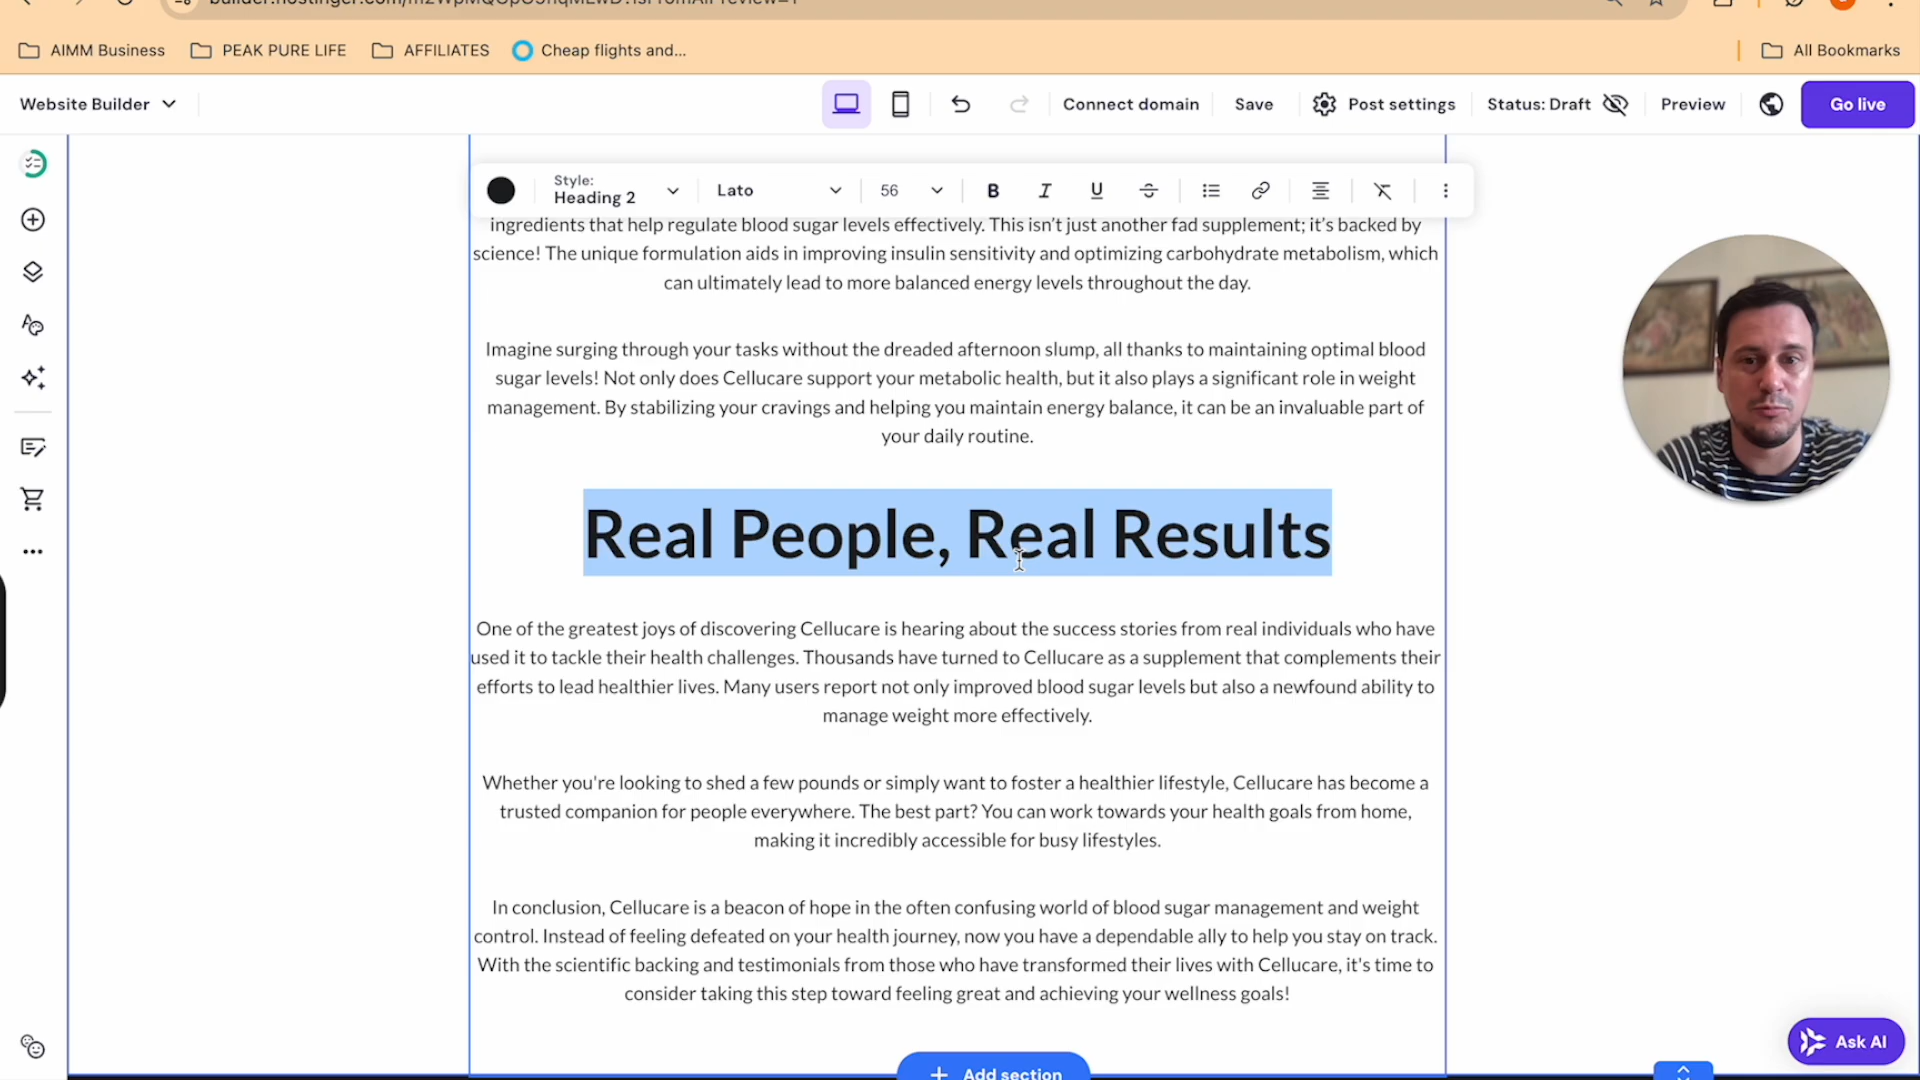 AIMM Business
PEAK PURE LIFE
AFFILIATES
Cheap flights and...
All Bookmarks
Website Builder
Connect domain
Save
Post settings
Status: Draft
Preview
Go live
Style:
Heading 2
Lato
56
B
I
U
S
ingredients that help regulate blood sugar levels effectively. This isn't just another fad supplement; it's backed by
science! The unique formulation aids in improving insulin sensitivity and optimizing carbohydrate metabolism, which
can ultimately lead to more balanced energy levels throughout the day.
Imagine surging through your tasks without the dreaded afternoon slump, all thanks to maintaining optimal blood
sugar levels! Not only does Cellucare support your metabolic health, but it also plays a significant role in weight
management. By stabilizing your cravings and helping you maintain energy balance, it can be an invaluable part of
your daily routine.
Real People, Real Results
One of the greatest joys of discovering Cellucare is hearing about the success stories from real individuals who have
used it to tackle their health challenges. Thousands have turned to Cellucare as a supplement that complements their
efforts to lead healthier lives. Many users report not only improved blood sugar levels but also a newfound ability to
manage weight more effectively.
Whether you're looking to shed a few pounds or simply want to foster a healthier lifestyle, Cellucare has become a
trusted companion for people everywhere. The best part? You can work towards your health goals from home,
making it incredibly accessible for busy lifestyles.
In conclusion, Cellucare is a beacon of hope in the often confusing world of blood sugar management and weight
control. Instead of feeling defeated on your health journey, now you have a dependable ally to help you stay on track.
With the scientific backing and testimonials from those who have transformed their lives with Cellucare, it's time to
consider taking this step toward feeling great and achieving your wellness goals!
Add section
Ask AI